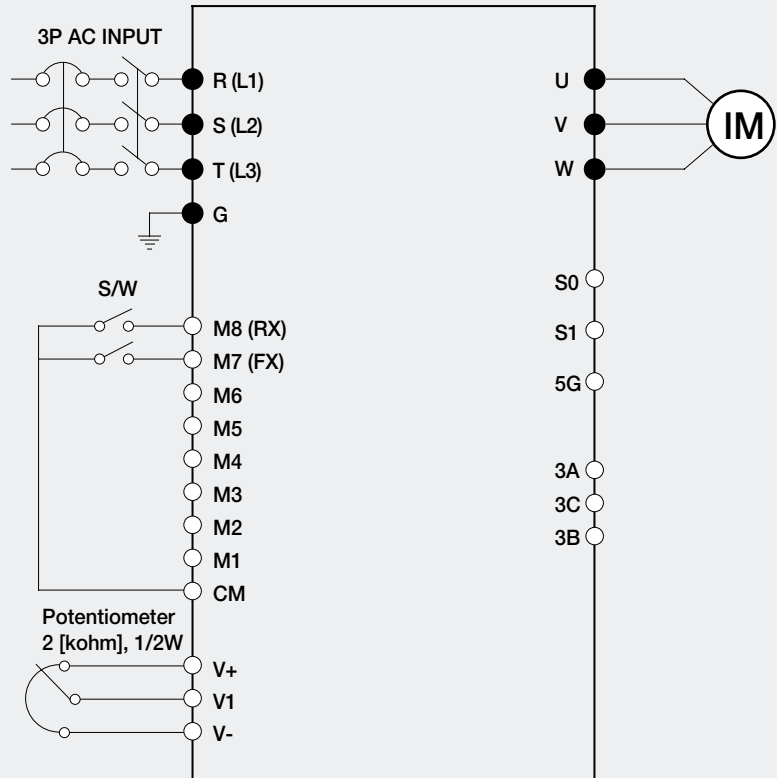 3P AC INPUT
R (L1)
S (L2)
T (L3)
G
S/W
M8 (RX)
M7 (FX)
M6
M5
M4
M3
M2
M1
CM
Potentiometer
2 [kohm], 1/2W
V+
V1
V-
U
V
W
IM
S0
S1
5G
3A
3C
3B